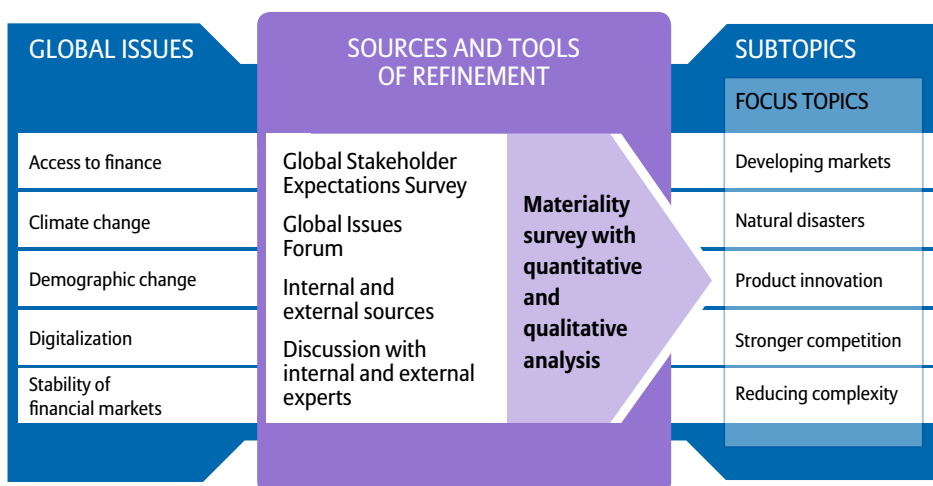 GLOBAL ISSUES
Access to finance
Climate change
Demographic change
Digitalization
Stability of
financial markets
SOURCES AND TOOLS
OF REFINEMENT
Global Stakeholder
Expectations Survey
Global Issues
Forum
Internal and
external sources
Discussion with
internal and external
experts
Materiality
survey with
quantitative
and
qualitative
analysis
SUBTOPICS
FOCUS TOPICS
Developing markets
Natural disasters
Product innovation
Stronger competition
Reducing complexity